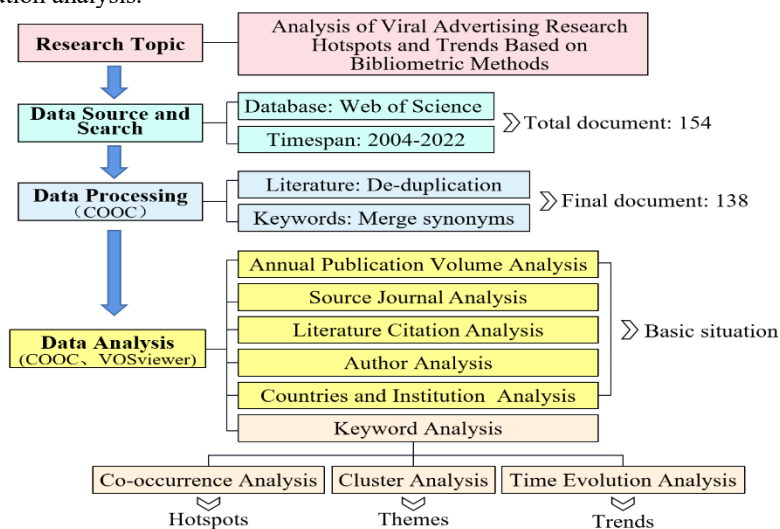 ation analysis.
Research Topic
Analysis of Viral Advertising Research
Hotspots and Trends Based on
Bibliometric Methods
Data Source and
Search
Database: Web of Science
Timespan: 2004-2022
Total document: 154
Data Processing
（COOC）
Literature: De-duplication
Keywords: Merge synonyms
Final document: 138
Data Analysis
(COOC、VOSviewer)
Annual Publication Volume Analysis
Source Journal Analysis
Literature Citation Analysis
Author Analysis
Countries and Institution Analysis
Basic situation
Keyword Analysis
Co-occurrence Analysis
Cluster Analysis
Time Evolution Analysis
Hotspots
Themes
Trends